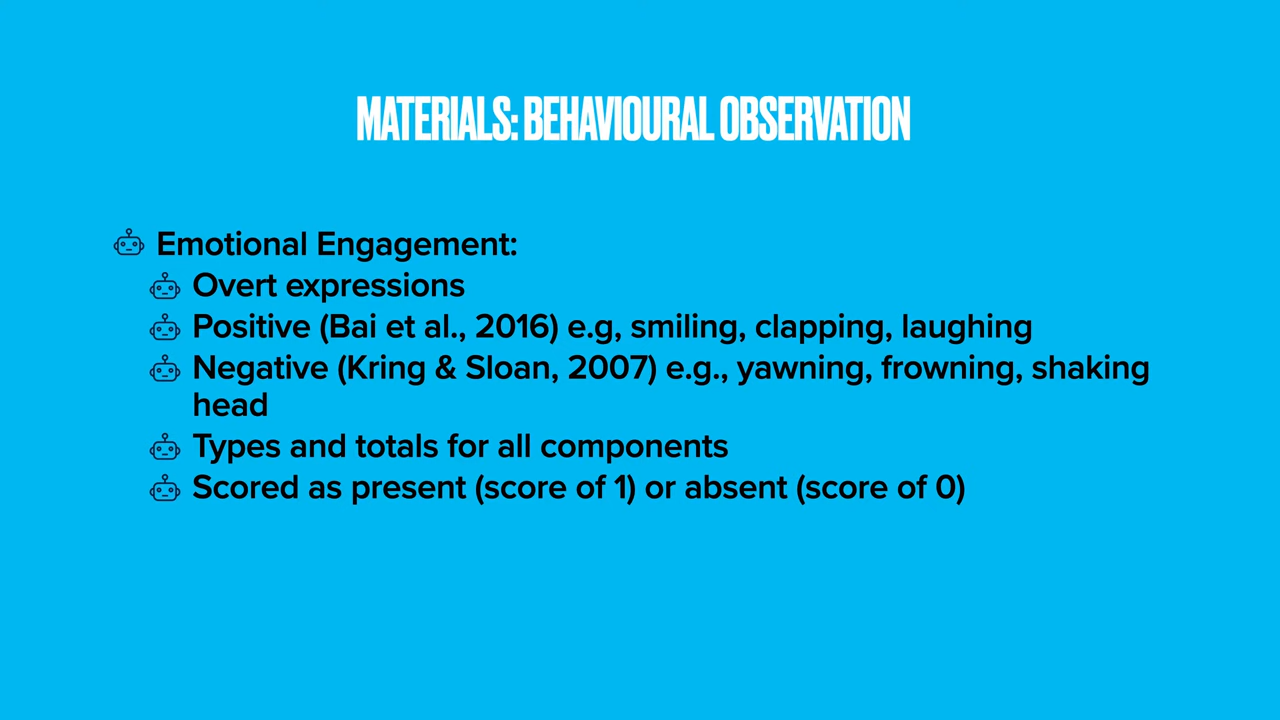 MATERIALS: BEHAVIOURAL OBSERVATION
Emotional Engagement:
Overt expressions
Positive (Bai et al., 2016) e.g, smiling, clapping, laughing
Negative (Kring & Sloan, 2007) e.g., yawning, frowning, shaking
head
Types and totals for all components
Scored as present (score of 1) or absent (score of 0)